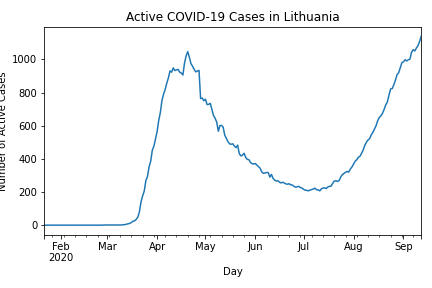 Active COVID-19 Cases in Lithuania
Number of Active Cases
1000
800
600
400
200
0
Feb Mar Apr May Jun Jul Aug Sep
2020
Day